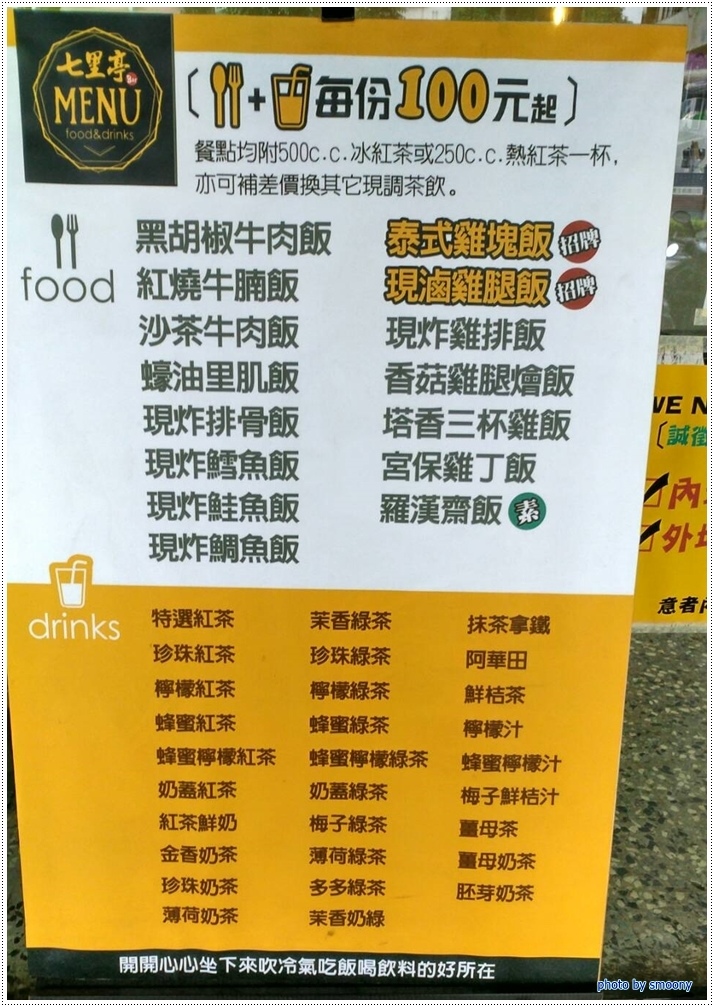 七里亭
MENU
food&drinks
〔+每份100元起〕
餐點均附500c.c.冰紅茶或250c.c.熱紅茶一杯，
亦可補差價換其它現調茶飲。
food
黑胡椒牛肉飯
紅燒牛腩飯
沙茶牛肉飯
蠔油里肌飯
現炸排骨飯
現炸鱈魚飯
現炸鮭魚飯
現炸鯛魚飯
泰式雞塊飯 招牌
現滷雞腿飯 招牌
現炸雞排飯
香菇雞腿燴飯
塔香三杯雞飯
宮保雞丁飯
羅漢齋飯 素
drinks
特選紅茶
珍珠紅茶
檸檬紅茶
蜂蜜紅茶
蜂蜜檸檬紅茶
奶蓋紅茶
紅茶鮮奶
金香奶茶
珍珠奶茶
薄荷奶茶
茉香綠茶
珍珠綠茶
檸檬綠茶
蜂蜜綠茶
蜂蜜檸檬綠茶
奶蓋綠茶
梅子綠茶
薄荷綠茶
多多綠茶
茉香奶綠
抹茶拿鐵
阿華田
鮮桔茶
檸檬汁
蜂蜜檸檬汁
梅子鮮桔汁
薑母茶
薑母奶茶
胚芽奶茶
開開心心坐下來吹冷氣吃飯喝飲料的好所在
WE N
〔誠徵
內
外場
意者內
photo by smoony